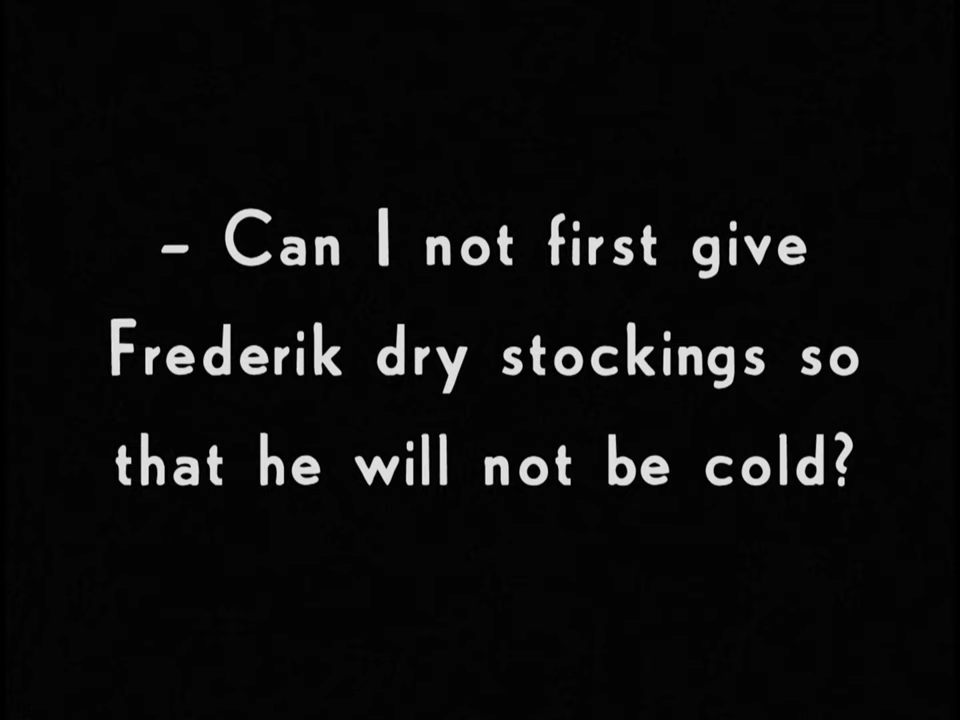 – Can I not first give
Frederik dry stockings so
that he will not be cold?